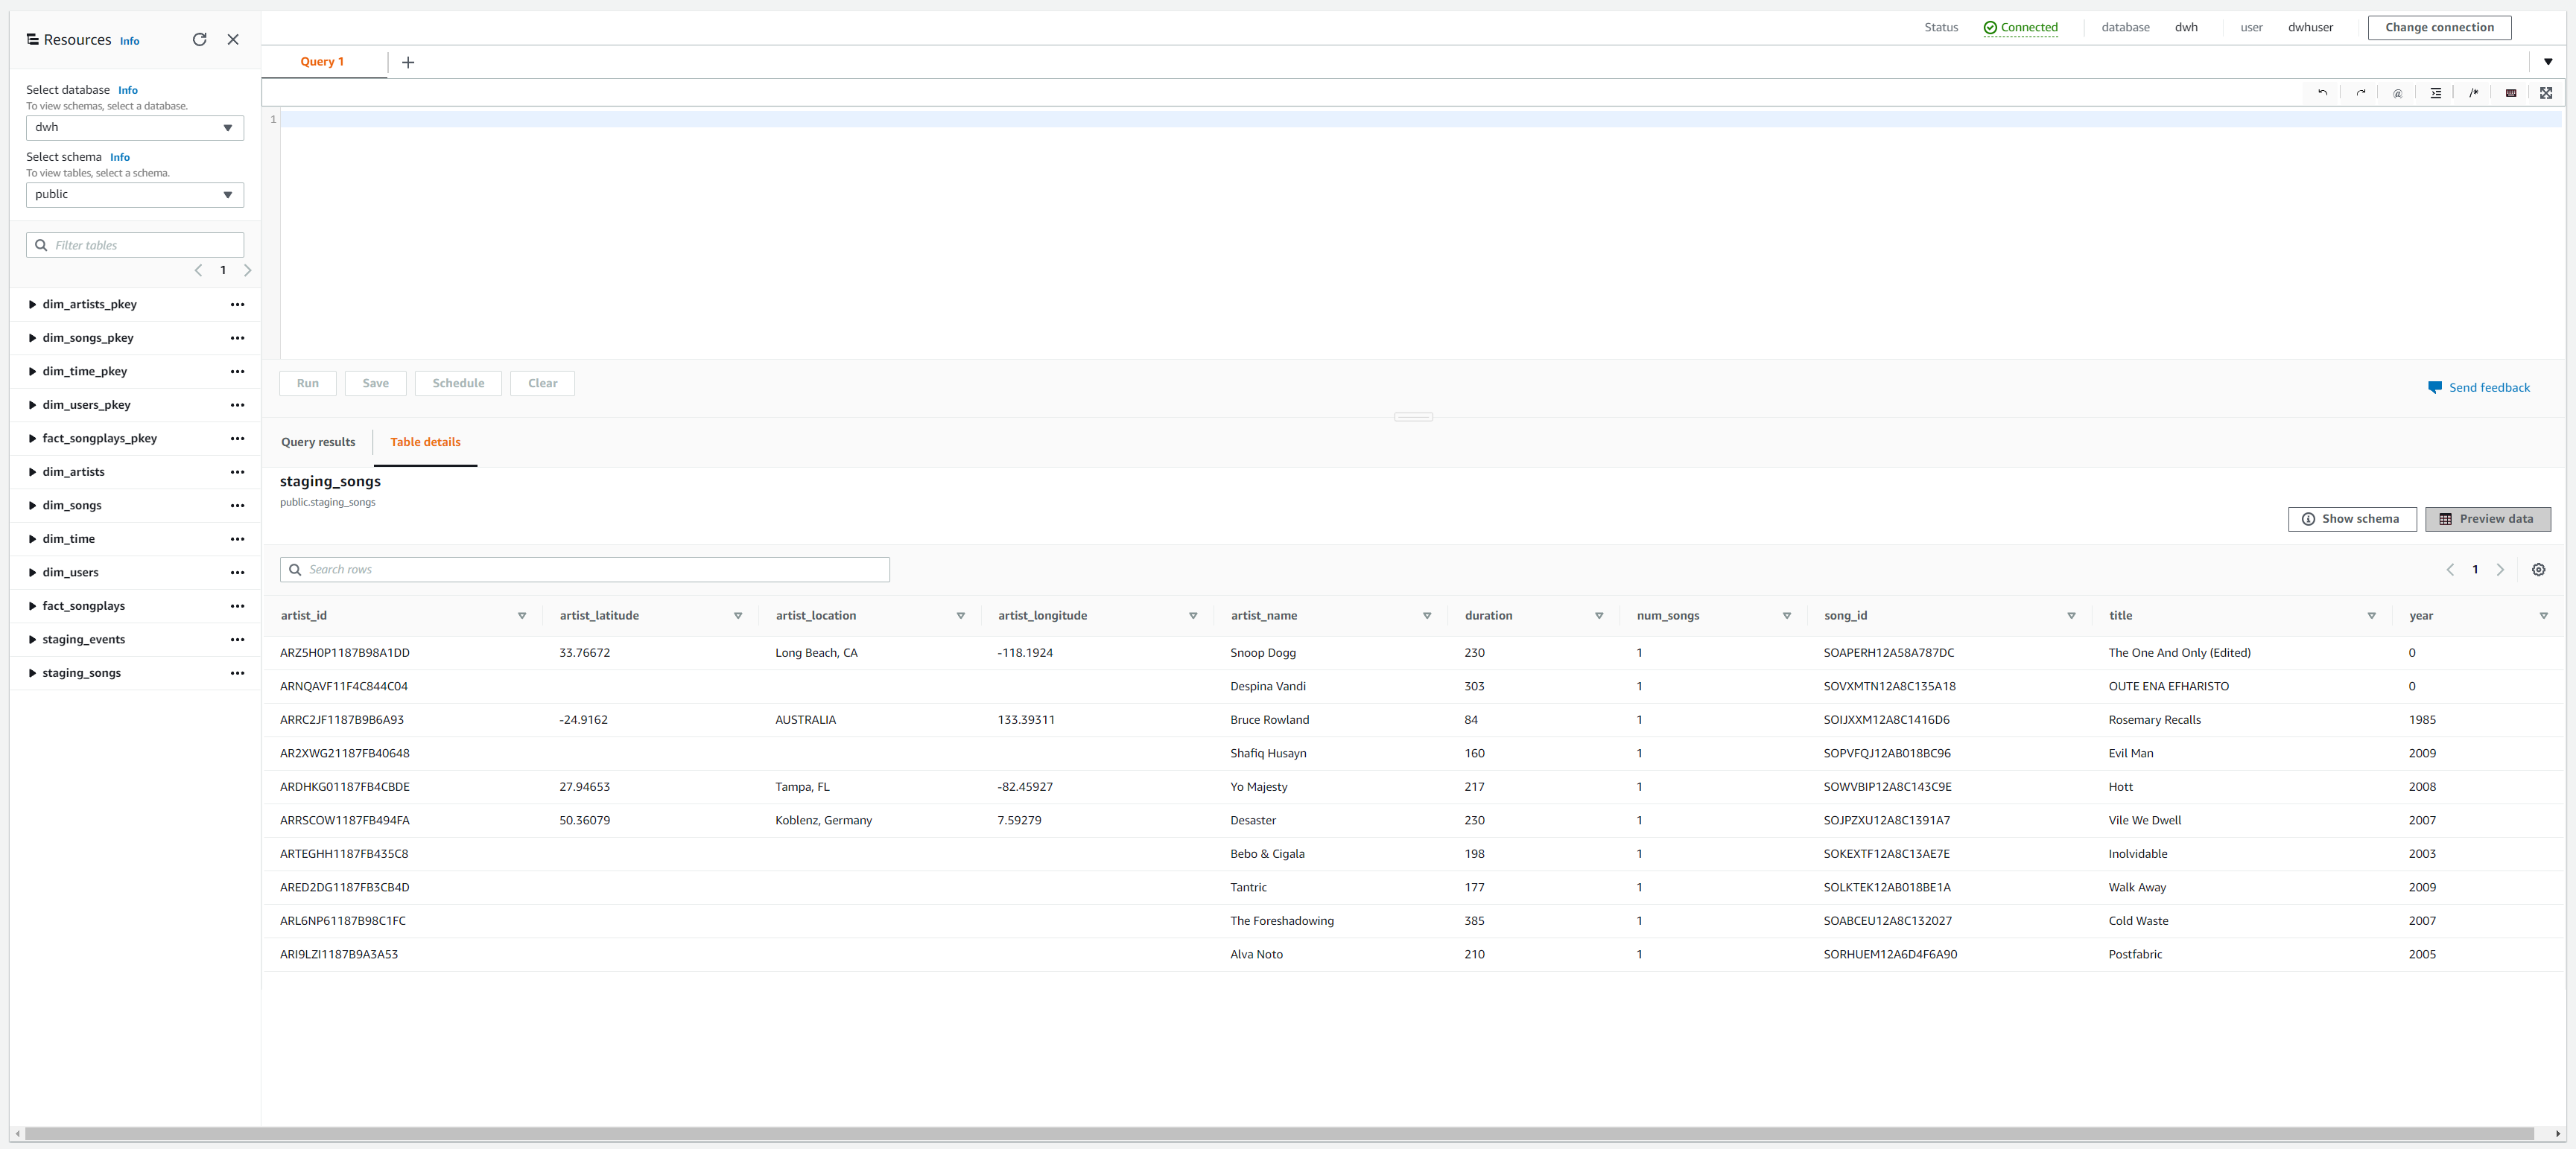 Resources Info
Status Connected database dwh user dwhuser Change connection
Query 1
Select database Info
To view schemas, select a database.
dwh
Select schema Info
To view tables, select a schema.
public
Filter tables
1
dim_artists_pkey
dim_songs_pkey
dim_time_pkey
dim_users_pkey
fact_songplays_pkey
dim_artists
dim_songs
dim_time
dim_users
fact_songplays
staging_events
staging_songs
@ /*
1
Run Save Schedule Clear
Send feedback
Query results Table details
staging_songs
public.staging_songs
Show schema Preview data
Search rows
1
artist_id artist_latitude artist_location artist_longitude artist_name duration num_songs song_id title year
ARZ5H0P1187B98A1DD 33.76672 Long Beach, CA -118.1924 Snoop Dogg 230 1 SOAPERH12A58A787DC The One And Only (Edited) 0
ARNQAVF11F4C844C04 Despina Vandi 303 1 SOVXMTN12A8C135A18 OUTE ENA EFHARISTO 0
ARRC2JF1187B9B6A93 -24.9162 AUSTRALIA 133.39311 Bruce Rowland 84 1 SOIJXXM12A8C1416D6 Rosemary Recalls 1985
AR2XWG21187FB40648 Shafiq Husayn 160 1 SOPVFQJ12AB018BC96 Evil Man 2009
ARDHKG01187FB4CBDE 27.94653 Tampa, FL -82.45927 Yo Majesty 217 1 SOWVBIP12A8C143C9E Hott 2008
ARRSCOW1187FB494FA 50.36079 Koblenz, Germany 7.59279 Desaster 230 1 SOJPZXU12A8C1391A7 Vile We Dwell 2007
ARTEGHH1187FB435C8 Bebo & Cigala 198 1 SOKEXTF12A8C13AE7E Inolvidable 2003
ARED2DG1187FB3CB4D Tantric 177 1 SOLKTEK12AB018BE1A Walk Away 2009
ARL6NP61187B98C1FC The Foreshadowing 385 1 SOABCEU12A8C132027 Cold Waste 2007
ARI9LZI1187B9A3A53 Alva Noto 210 1 SORHUEM12A6D4F6A90 Postfabric 2005